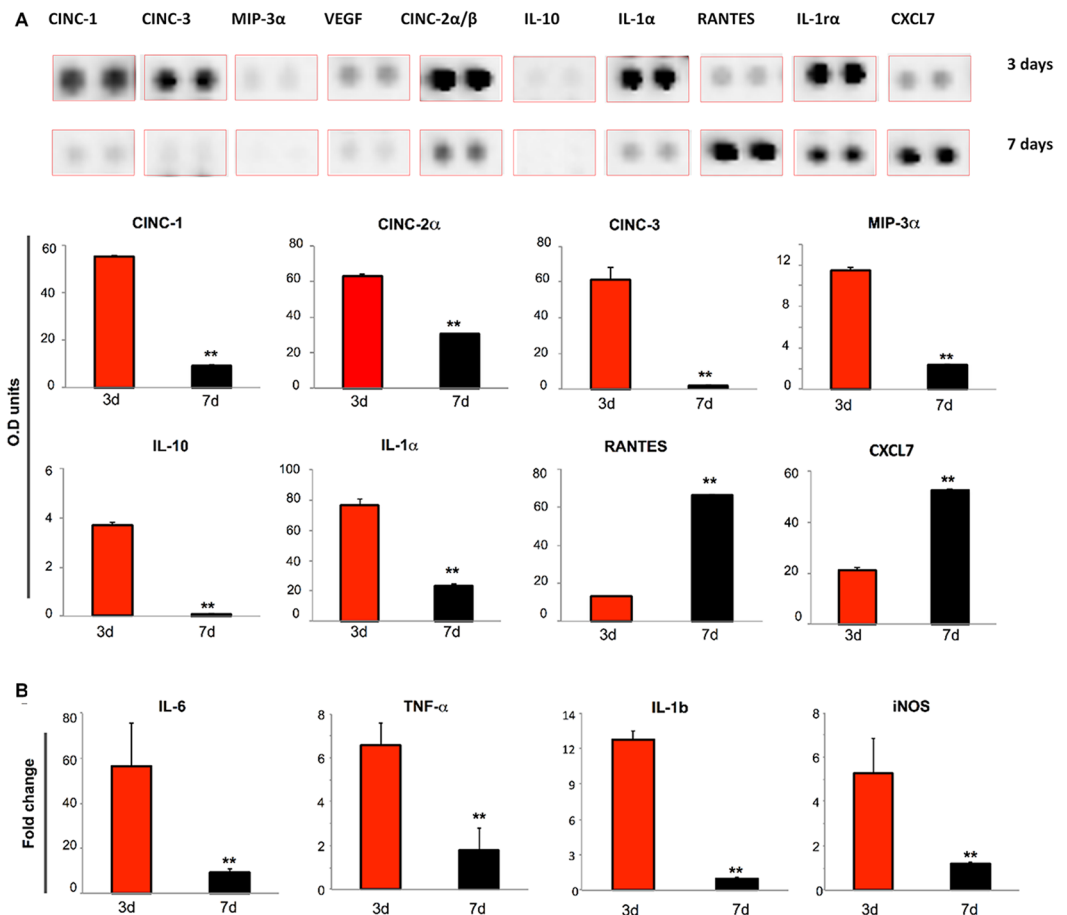 A CINC-1 CINC-3 MIP-3α VEGF CINC-2α/β IL-10 IL-1α RANTES IL-1rα CXCL7
3 days
7 days
CINC-1 CINC-2α CINC-3 MIP-3α
O.D units
60 40 20 0
80 60 40 20 0
80 60 40 20 0
12 8 4 0
** ** ** **
3d 7d 3d 7d 3d 7d 3d 7d
IL-10 IL-1α RANTES CXCL7
6 4 2 0
100 80 60 40 20 0
80 60 40 20 0
60 40 20 0
** ** ** **
3d 7d 3d 7d 3d 7d 3d 7d
B
IL-6 TNF-α IL-1b iNOS
Fold change
80 60 40 20 0
8 6 4 2 0
14 12 9 6 3 0
8 6 4 2 0
** ** ** **
3d 7d 3d 7d 3d 7d 3d 7d